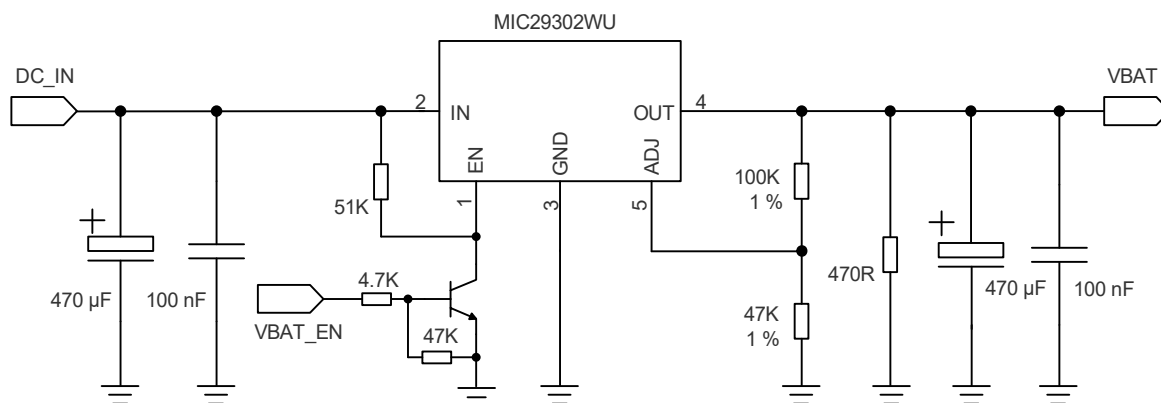 MIC29302WU
DC_IN
VBAT
2
IN
OUT
4
EN
GND
ADJ
1
3
5
51K
100K
1 %
470 µF
100 nF
4.7K
VBAT_EN
47K
47K
1 %
470R
470 µF
100 nF